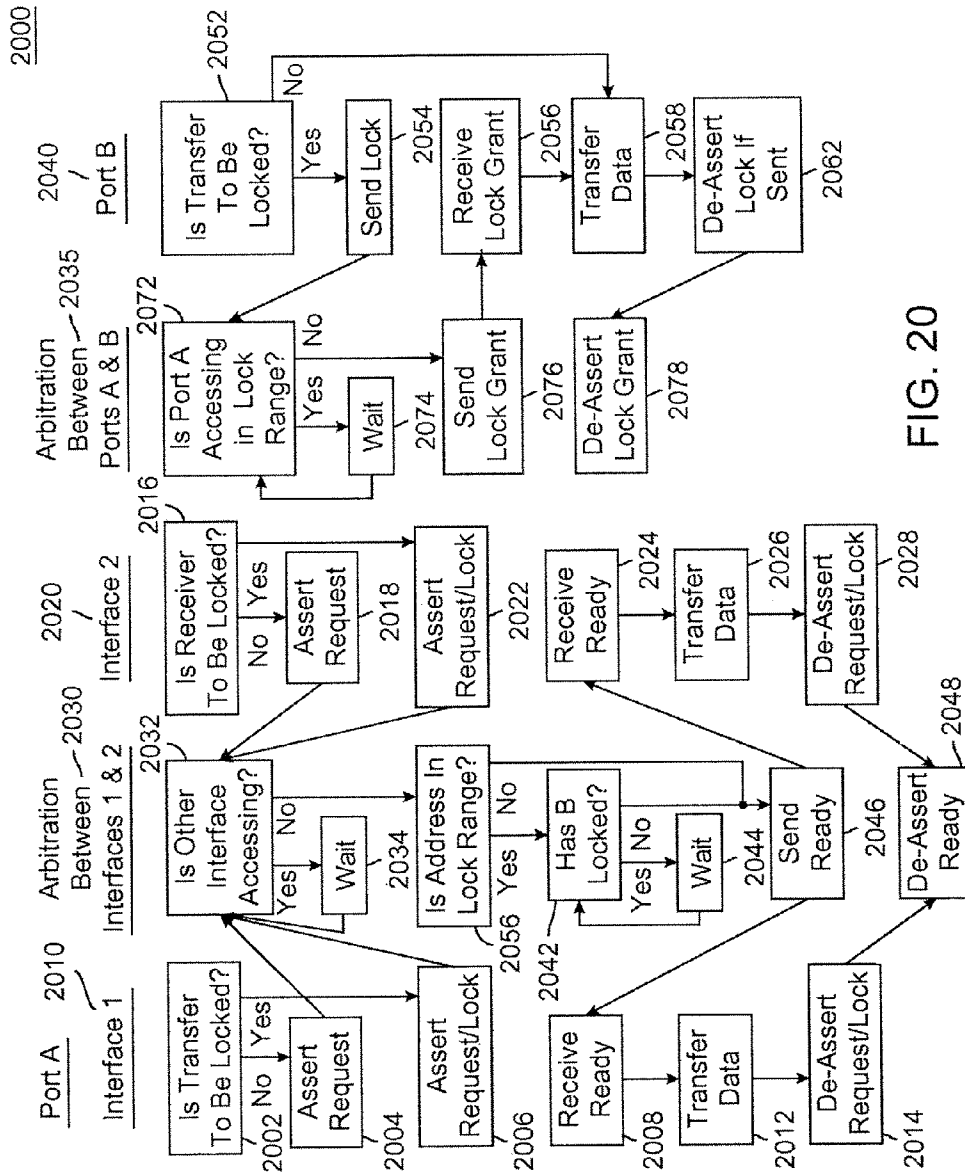 2000
Port A
2010
Interface 1
Is Transfer
To Be Locked?
2002
No
Yes
Assert
Request
2004
Assert
Request/Lock
2006
Receive
Ready
2008
Transfer
Data
2012
De-Assert
Request/Lock
2014
Arbitration
Between
2030
Interfaces 1 & 2
2032
Is Other
Interface
Accessing?
Yes
No
Wait
2034
Is Address In
Lock Range?
2056
Yes
No
Has B
Locked?
2042
Yes
No
Wait
2044
Send
Ready
2046
De-Assert
Ready
2048
2020
Interface 2
2016
Is Receiver
To Be Locked?
No
Yes
Assert
Request
2018
Assert
Request/Lock
2022
Receive
Ready
2024
Transfer
Data
2026
De-Assert
Request/Lock
2028
Arbitration
Between
2035
Ports A & B
2072
Is Port A
Accessing
in Lock
Range?
Yes
No
Wait
2074
Send
Lock Grant
2076
De-Assert
Lock Grant
2078
2040
Port B
2052
Is Transfer
To Be
Locked?
No
Yes
Send Lock
2054
Receive
Lock Grant
2056
Transfer
Data
2058
De-Assert
Lock If
Sent
2062
FIG. 20